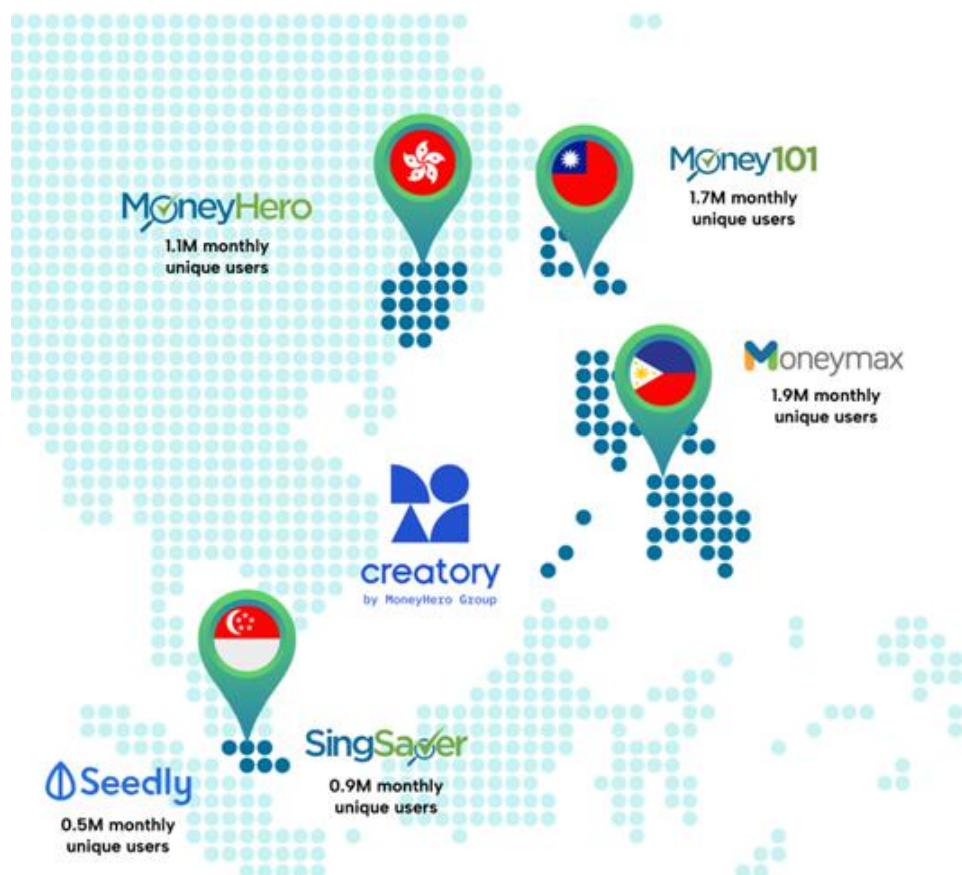 Money101
1.7M monthly
unique users
MoneyHero
1.1M monthly
unique users
Moneymax
1.9M monthly
unique users
creatory
by MoneyHero Group
SingSaver
0.9M monthly
unique users
Seedly
0.5M monthly
unique users